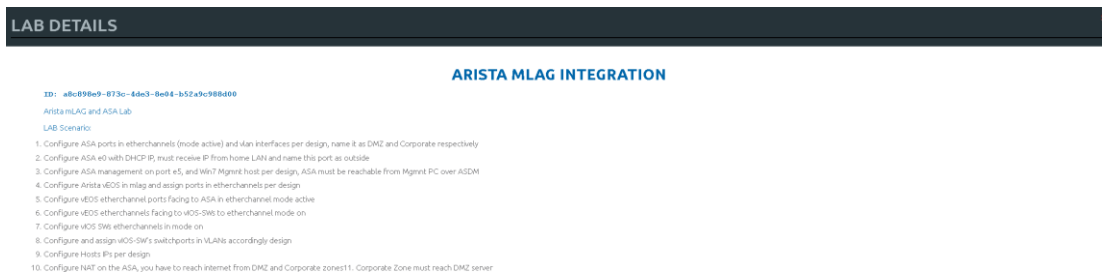 LAB DETAILS
ARISTA MLAG INTEGRATION
ID: a8c898e9-873c-4de3-8e04-b52a9c988d00
Arista mLAG and ASA Lab
LAB Scenario:
1. Configure ASA ports in etherchannels (mode active) and vlan interfaces per design, name it as DMZ and Corporate respectively
2. Configure ASA e0 with DHCP IP, must receive IP from home LAN and name this port as outside
3. Configure ASA management on port e5, and Win7 Mgmnt host per design, ASA must be reachable from Mgmnt PC over ASDM
4. Configure Arista vEOS in mlag and assign ports in etherchannels per design
5. Configure vEOS etherchannel ports facing to ASA in etherchannel mode active
6. Configure vEOS etherchannels facing to vIOS-SWs to etherchannel mode on
7. Configure vIOS SWs etherchannels in mode on
8. Configure and assign vIOS-SW's switchports in VLANs accordingly design
9. Configure Hosts IPs per design
10. Configure NAT on the ASA, you have to reach internet from DMZ and Corporate zones11. Corporate Zone must reach DMZ server